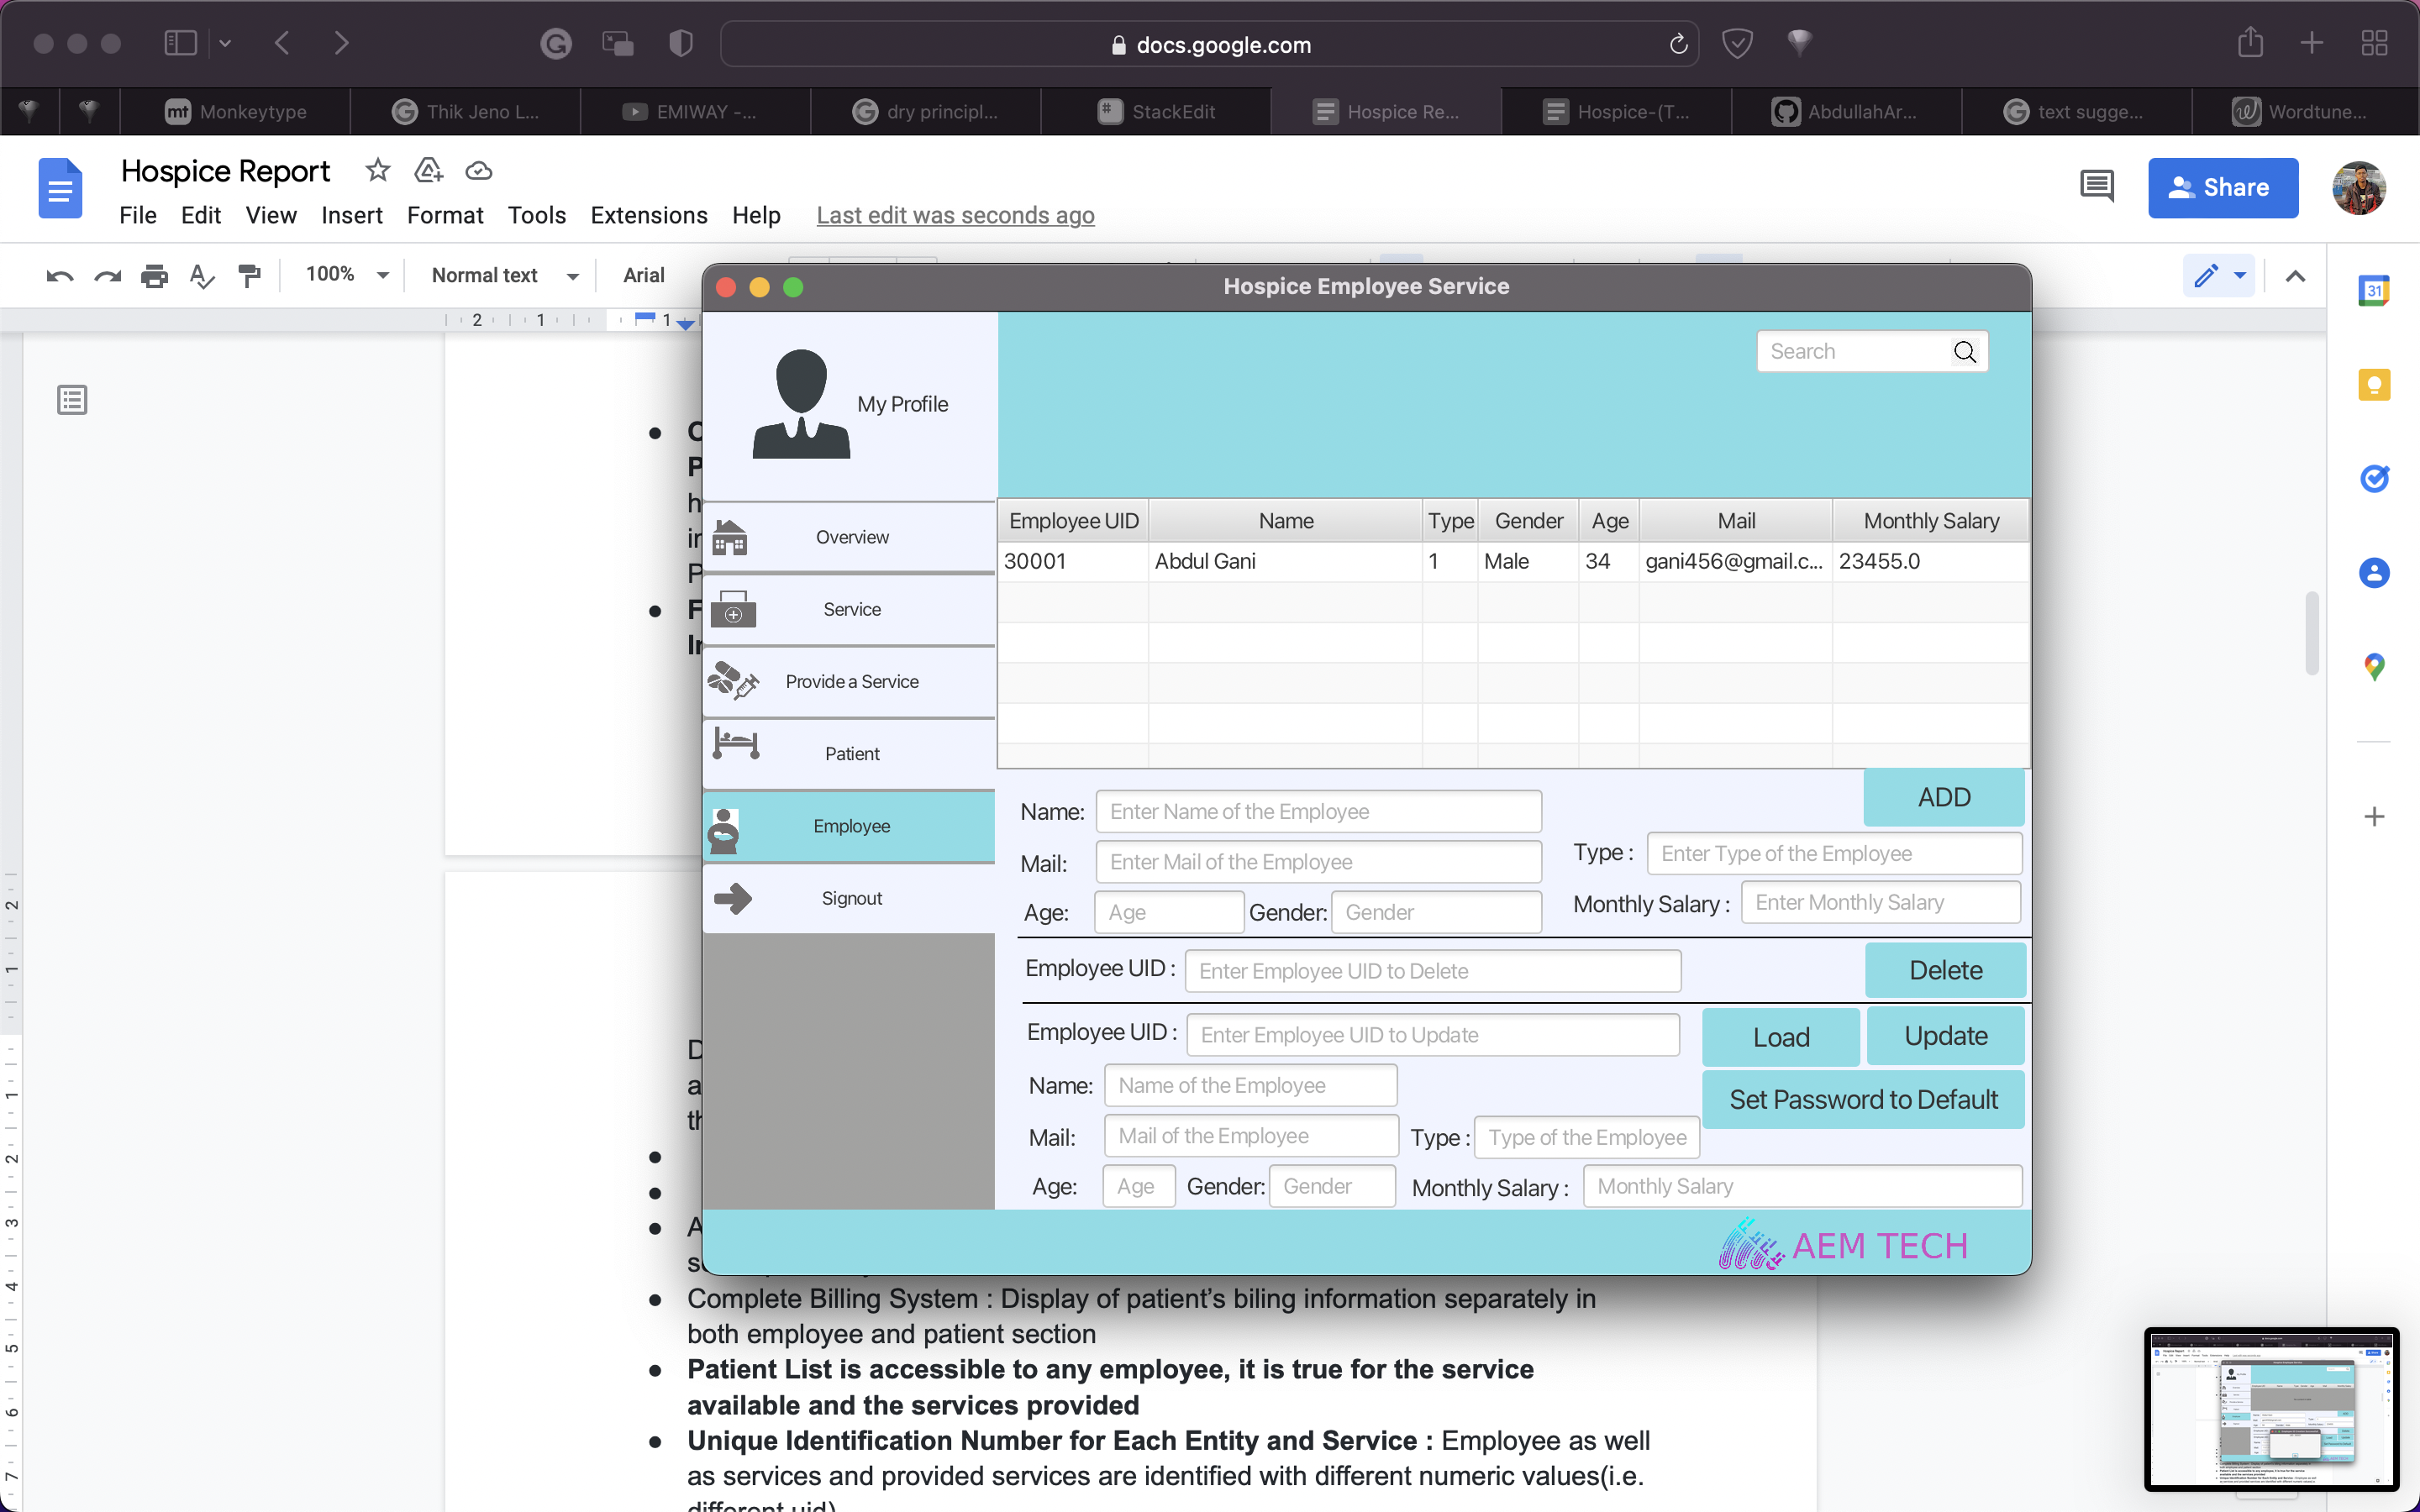 docs.google.com
Monkeytype
Thik Jeno L...
EMIWAY -...
dry principl...
StackEdit
Hospice Re...
Hospice-(T...
AbdullahAr...
text sugge...
Wordtune...
Hospice Report
File Edit View Insert Format Tools Extensions Help Last edit was seconds ago
Share
100% Normal text Arial
2 1 1
Hospice Employee Service
Search
My Profile
Overview
Service
Provide a Service
Patient
Employee
Signout
Employee UID Name Type Gender Age Mail Monthly Salary
30001 Abdul Gani 1 Male 34 gani456@gmail.c... 23455.0
ADD
Name: Enter Name of the Employee
Mail: Enter Mail of the Employee
Type : Enter Type of the Employee
Age: Age Gender: Gender
Monthly Salary : Enter Monthly Salary
Employee UID : Enter Employee UID to Delete Delete
Employee UID : Enter Employee UID to Update Load Update
Name: Name of the Employee
Set Password to Default
Mail: Mail of the Employee Type : Type of the Employee
Age: Age Gender: Gender Monthly Salary : Monthly Salary
AEM TECH
● Complete Billing System : Display of patient’s biling information separately in
both employee and patient section
● Patient List is accessible to any employee, it is true for the service
available and the services provided
● Unique Identification Number for Each Entity and Service : Employee as well
as services and provided services are identified with different numeric values(i.e.
different uid)